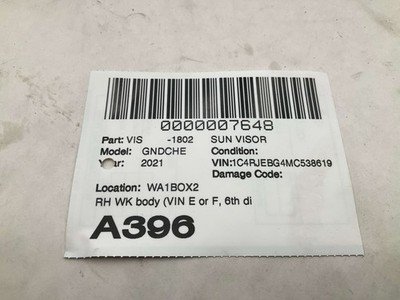 0000007648
Part: VIS -1802 SUN VISOR
Model: GNDCHE Condition:
Year: 2021 VIN:1C4RJEBG4MC538619
Damage Code:
Location: WA1BOX2
RH WK body (VIN E or F, 6th di
A396